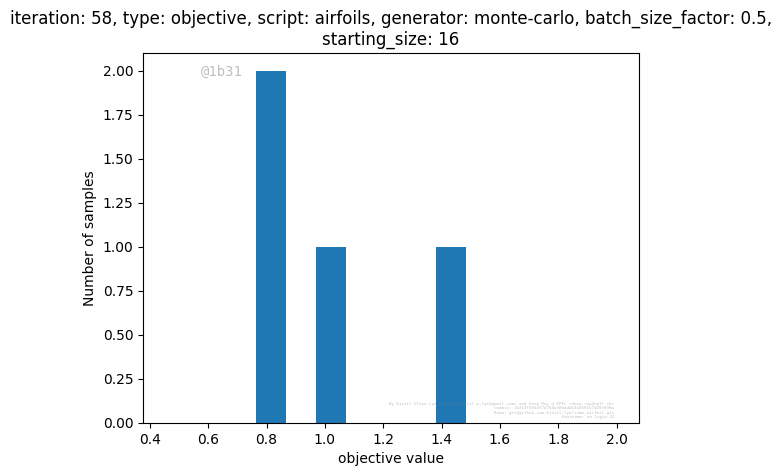 iteration: 58, type: objective, script: airfoils, generator: monte-carlo, batch_size_factor: 0.5,
starting_size: 16
@1b31
2.00
1.75
1.50
1.25
1.00
0.75
0.50
0.25
0.00
Number of samples
0.4 0.6 0.8 1.0 1.2 1.4 1.6 1.8 2.0
objective value